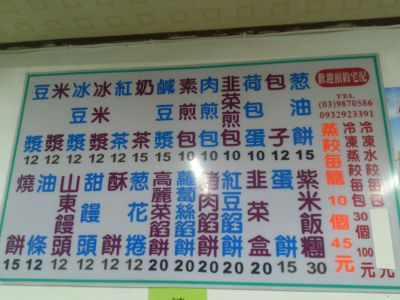 豆漿 12
米漿 12
冰豆漿 12
冰米漿 12
紅茶 12
奶茶 15
鹹漿 15
素煎包 10
肉煎包 10
韭菜煎包 10
荷包蛋 10
包子 12
葱油餅 15
燒餅 15
油條 12
山東饅頭 12
甜饅頭 12
酥餅 12
葱花捲 12
高麗菜餡餅 20
蘿蔔絲餡餅 20
豬肉餡餅 20
紅豆餡餅 20
韭菜盒 20
蛋餅 15
紫米飯糰 30
歡迎預約宅配
TEL
(03)9870586
0932923391
蒸餃每籠10個45元
冷凍蒸餃每包30個100元
冷凍水餃每包